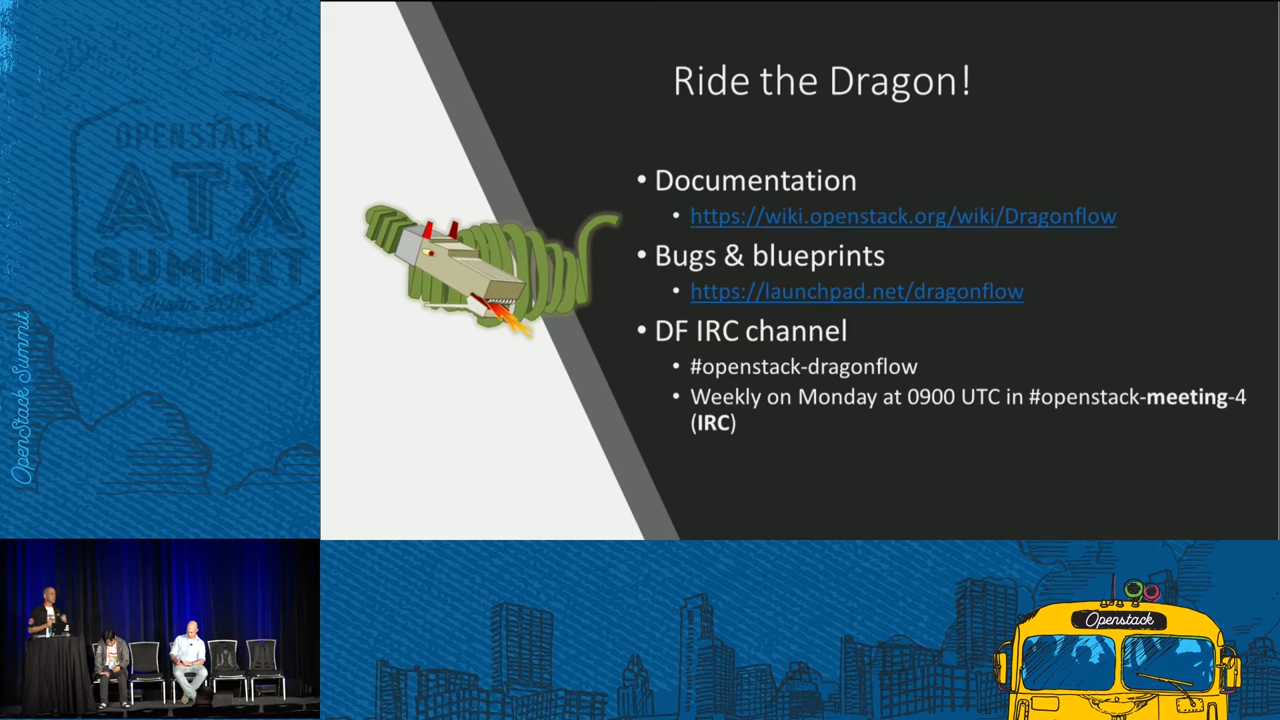 OPENSTACK
ATX
SUMMIT
OpenStack Summit
Ride the Dragon!
• Documentation
• https://wiki.openstack.org/wiki/Dragonflow
• Bugs & blueprints
• https://launchpad.net/dragonflow
• DF IRC channel
• #openstack-dragonflow
• Weekly on Monday at 0900 UTC in #openstack-meeting-4
(IRC)
Openstack